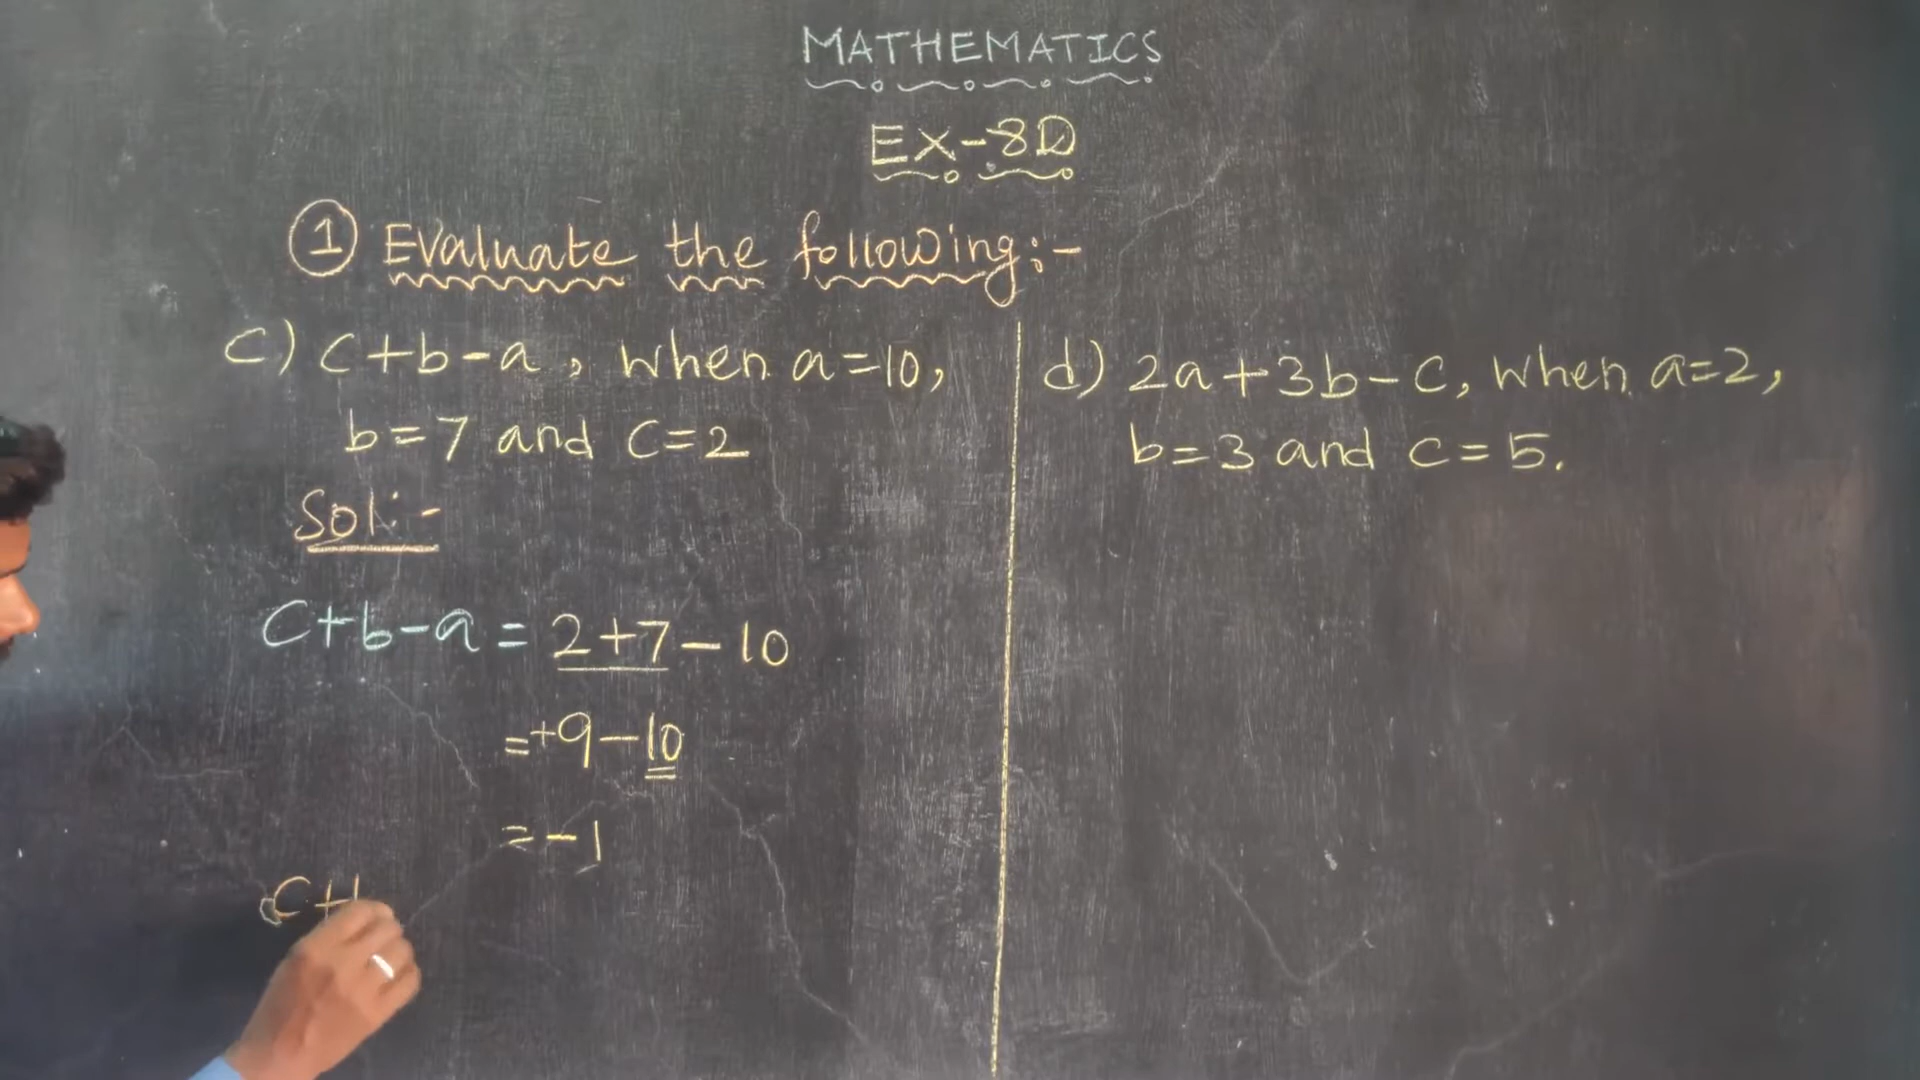 MATHEMATICS
EX-8D
① Evaluate the following:-
c) c+b-a, when a=10,
b=7 and c=2
Sol:-
c+b-a = 2+7-10
=+9-10
=-1
c+
d) 2a+3b-c, when a=2,
b=3 and c=5.